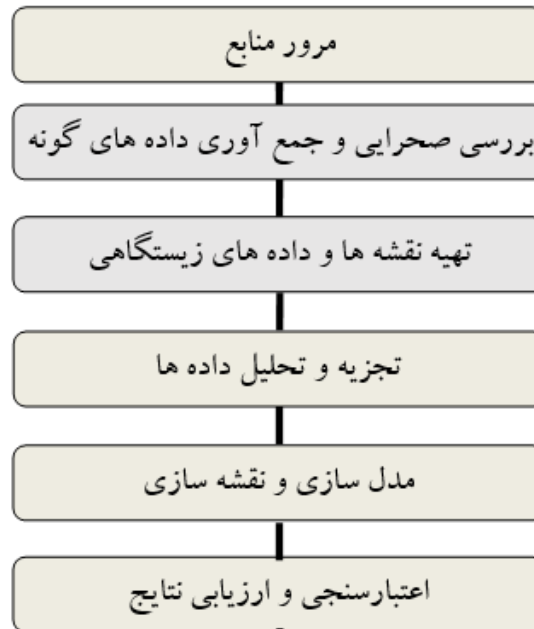 مرور منابع
بررسی صحرایی و جمع آوری داده های گونه
تهیه نقشه ها و داده های زیستگاهی
تجزیه و تحلیل داده ها
مدل سازی و نقشه سازی
اعتبارسنجی و ارزیابی نتایج